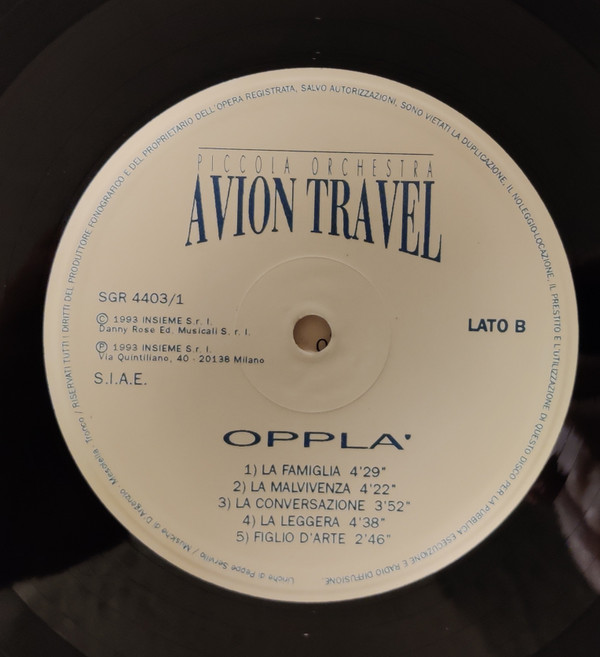 PICCOLA ORCHESTRA
AVION TRAVEL
SGR 4403/1
© 1993 INSIEME S.r.l.
Danny Rose Ed. Musicali S. r. l.
℗ 1993 INSIEME S.r.l.
Via Quintiliano, 40 - 20138 Milano
S.I.A.E.
LATO B
OPPLA'
1) LA FAMIGLIA 4'29"
2) LA MALVIVENZA 4'22"
3) LA CONVERSAZIONE 3'52"
4) LA LEGGERA 4'38"
5) FIGLIO D'ARTE 2'46"
Liriche di Peppe Servillo / Musiche di D'Argenzio - Mesolella - Tronco / RISERVATI TUTTI I DIRITTI DEL PRODUTTORE FONOGRAFICO E DEL PROPRIETARIO DELL'OPERA REGISTRATA, SALVO AUTORIZZAZIONI, SONO VIETATI LA DUPLICAZIONE, IL NOLEGGIO-LOCAZIONE, IL PRESTITO E L'UTILIZZAZIONE DI QUESTO DISCO PER LA PUBBLICA ESECUZIONE E RADIO DIFFUSIONE.